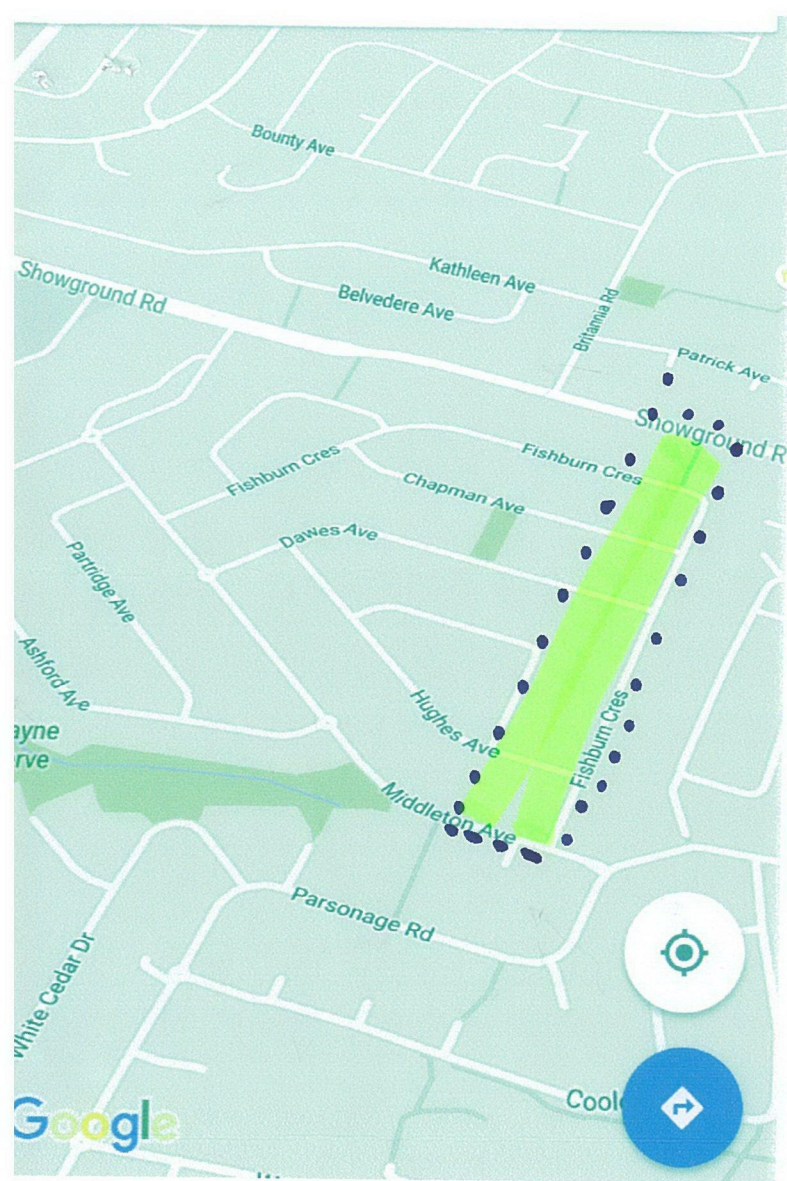 Bounty Ave
Kathleen Ave
Showground Rd
Belvedere Ave
Britannia Rd
Patrick Ave
Showground R
Fishburn Cres
Fishburn Cres
Chapman Ave
Dawes Ave
Partridge Ave
Ashford Ave
Hughes Ave
Fishburn Cres
ayne
rve
Middleton Ave
Parsonage Rd
White Cedar Dr
Coole
Google